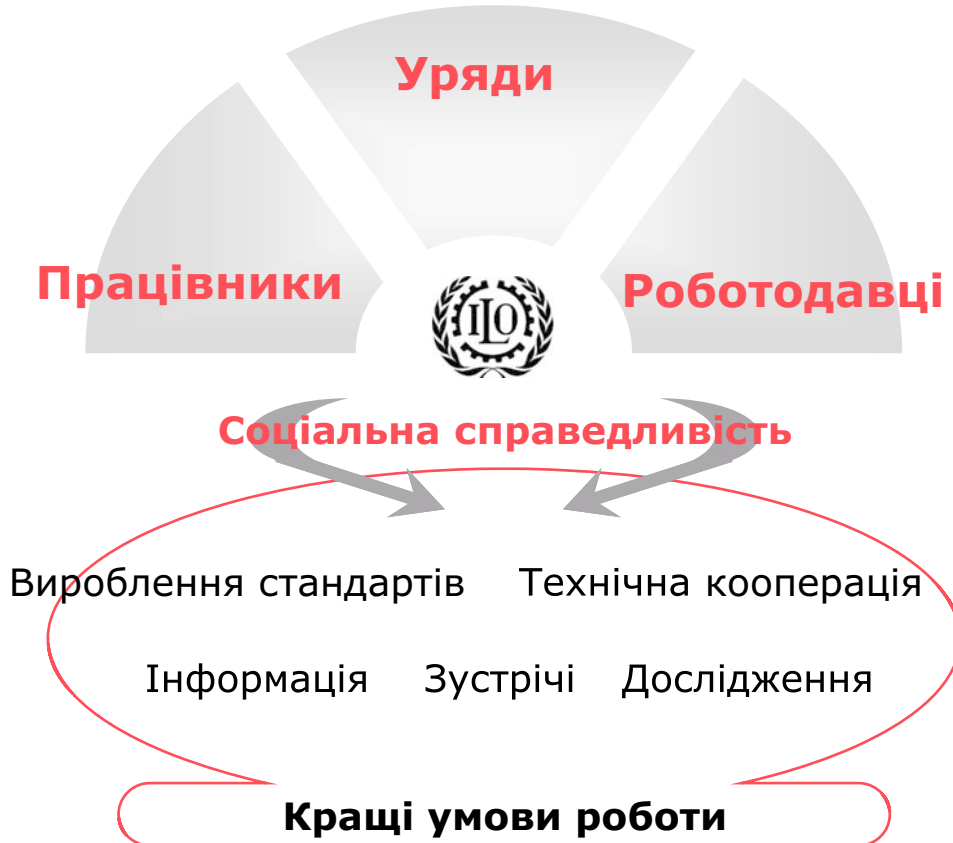 Уряди
Працівники
Роботодавці
ILO
Соціальна справедливість
Вироблення стандартів
Технічна кооперація
Інформація
Зустрічі
Дослідження
Кращі умови роботи